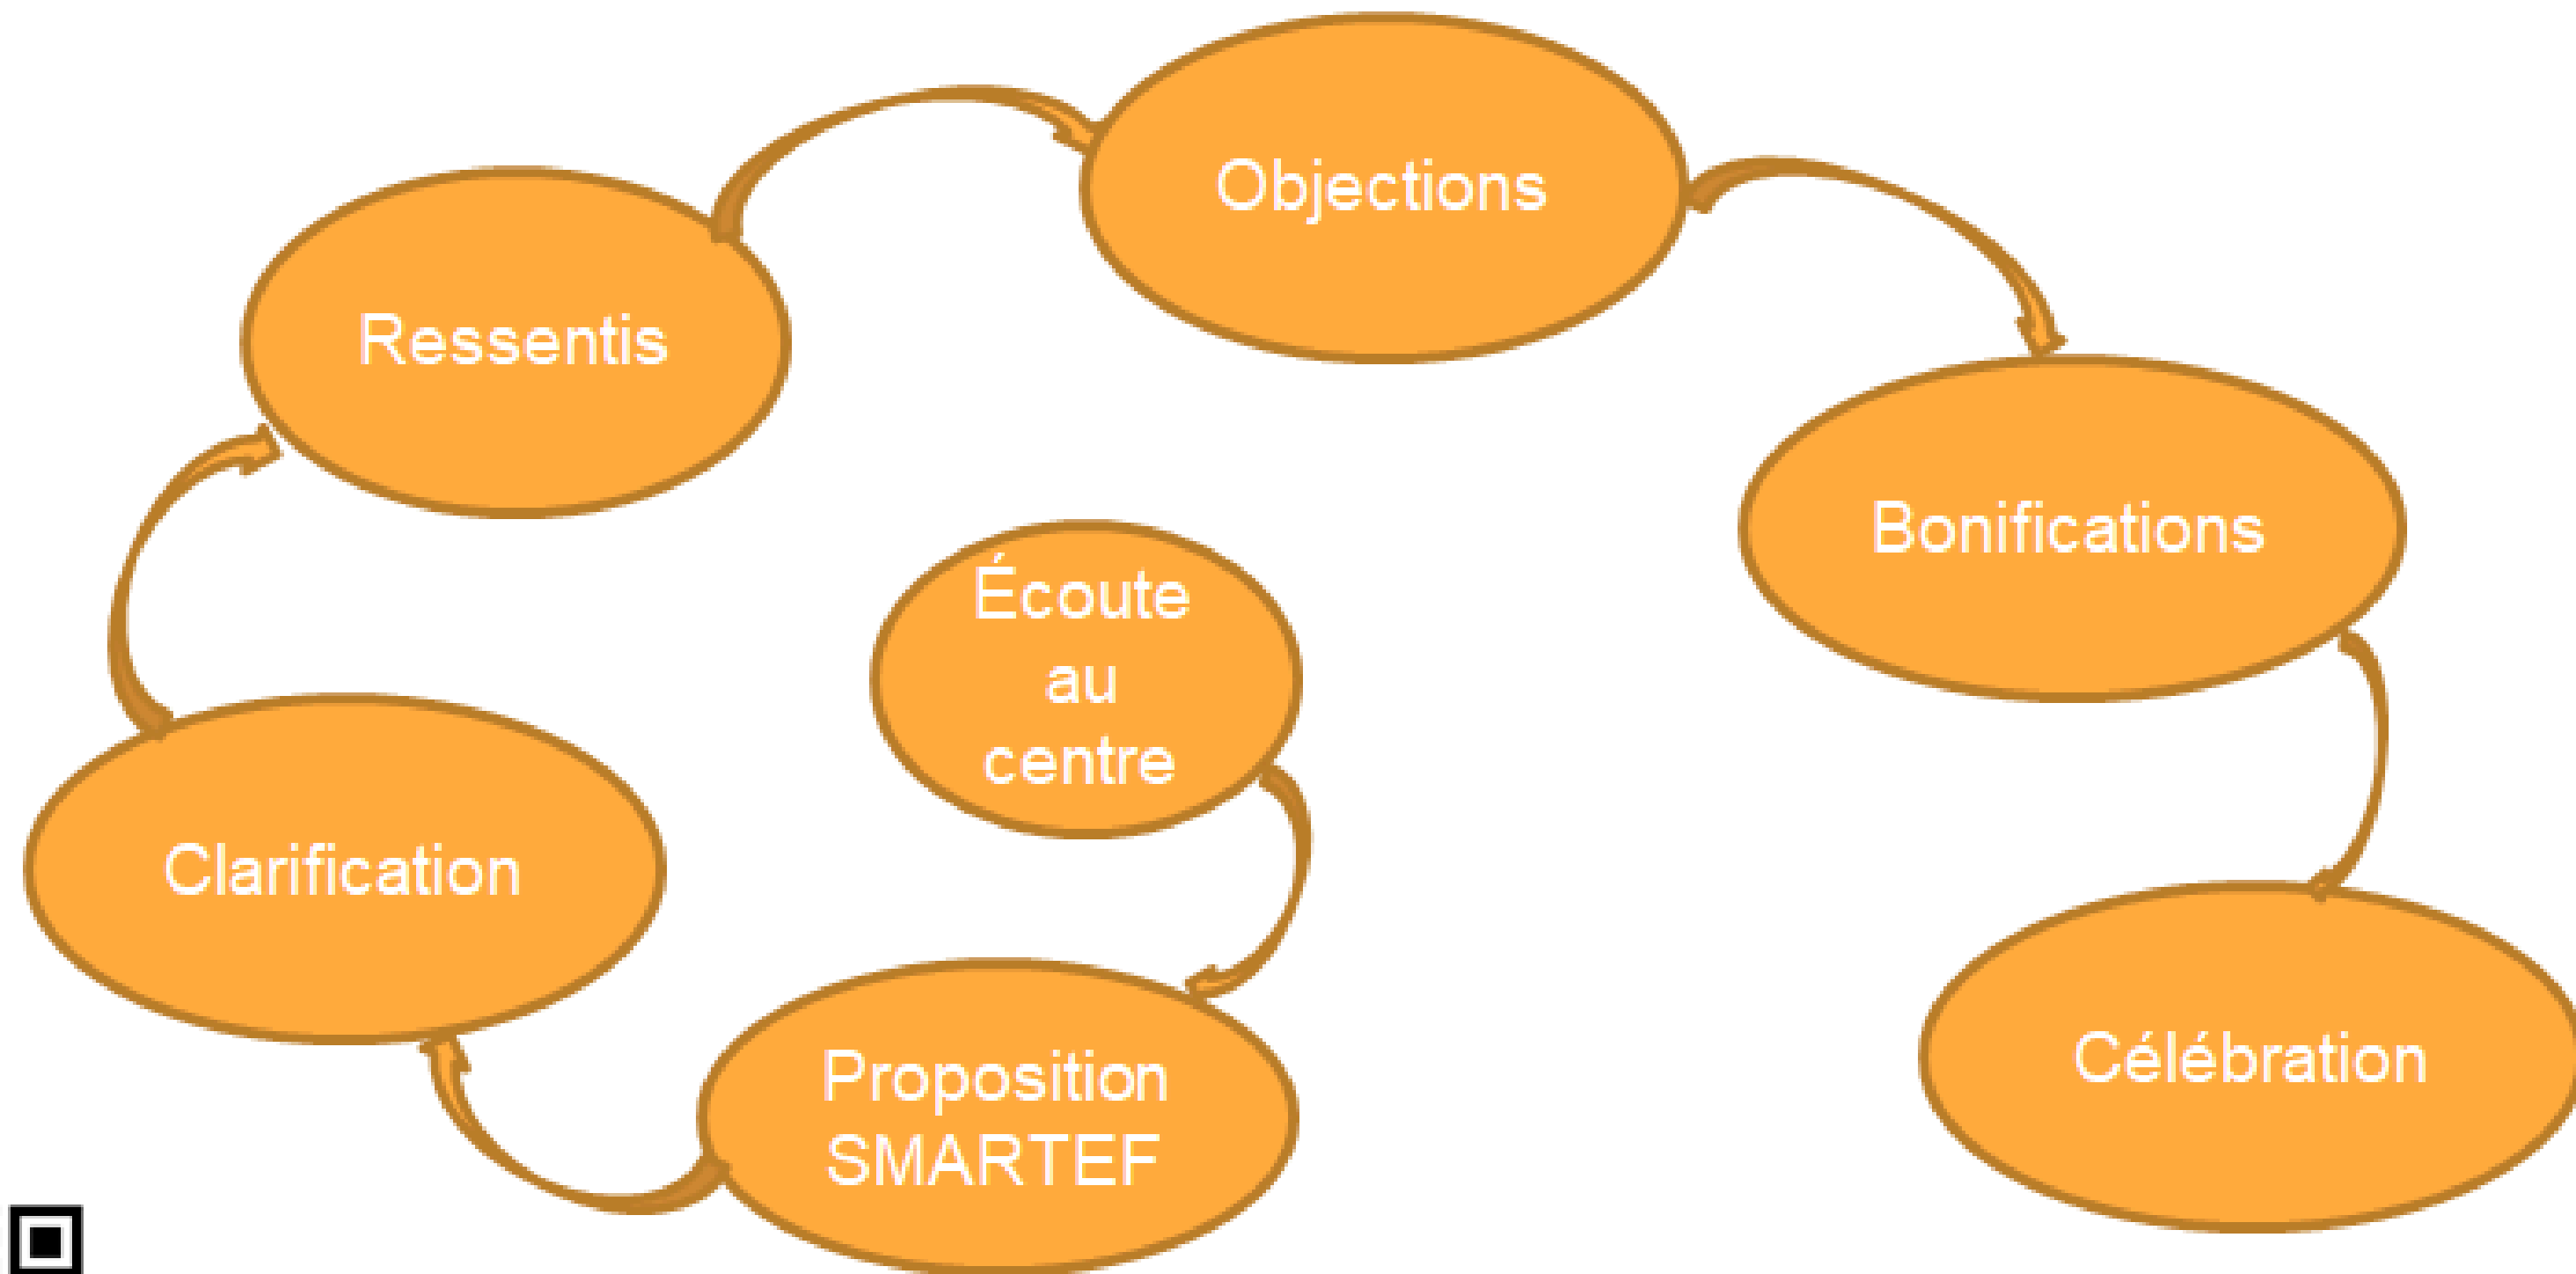 Objections
Ressentis
Bonifications
Écoute
au
centre
Clarification
Proposition
SMARTEF
Célébration